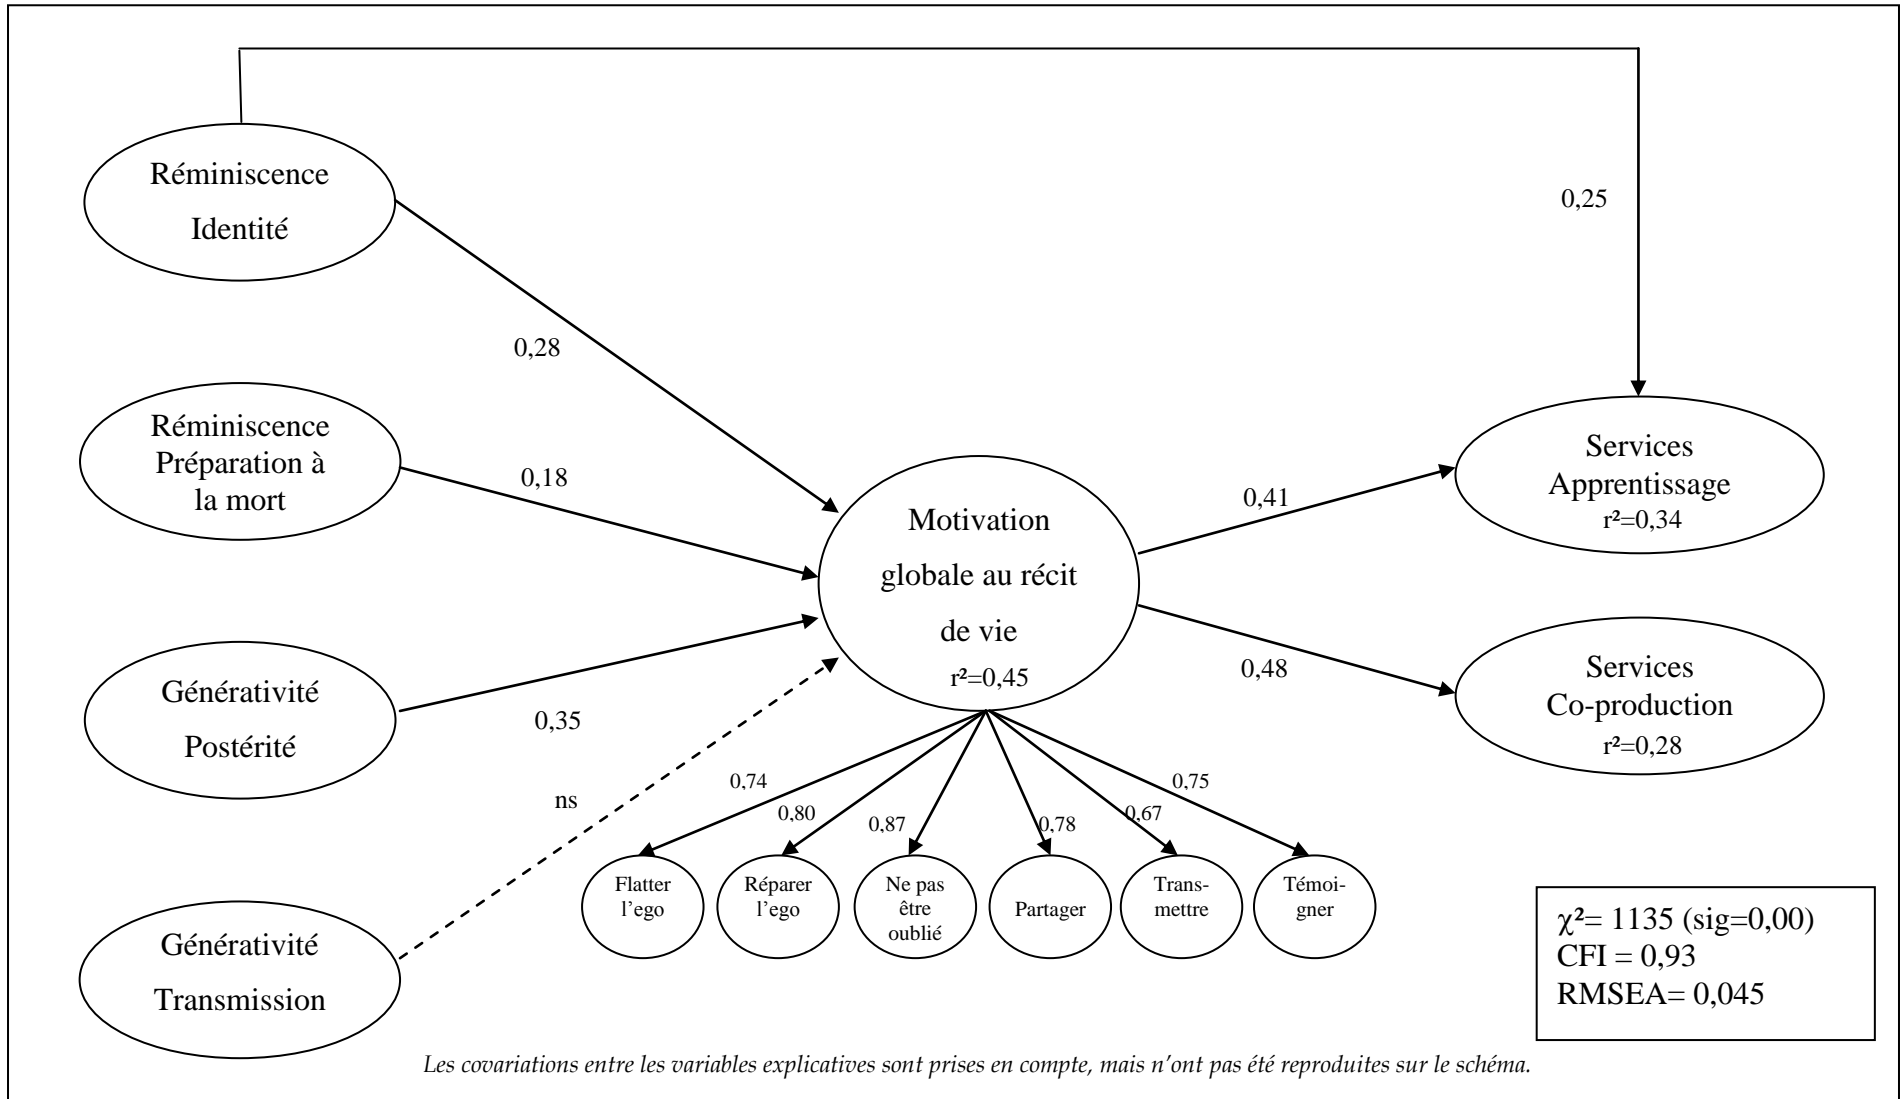 Réminiscence
Identité
0,25
0,28
Réminiscence
Préparation à
la mort
0,18
Services
Apprentissage
r²=0,34
0,41
Motivation
globale au récit
de vie
r²=0,45
0,48
Services
Co-production
r²=0,28
Générativité
Postérité
0,35
ns
0,74
0,80
0,87
0,78
0,67
0,75
Flatter
l’ego
Réparer
l’ego
Ne pas
être
oublié
Partager
Trans-
mettre
Témoi-
gner
Générativité
Transmission
χ²= 1135 (sig=0,00)
CFI = 0,93
RMSEA= 0,045
Les covariations entre les variables explicatives sont prises en compte, mais n’ont pas été reproduites sur le schéma.